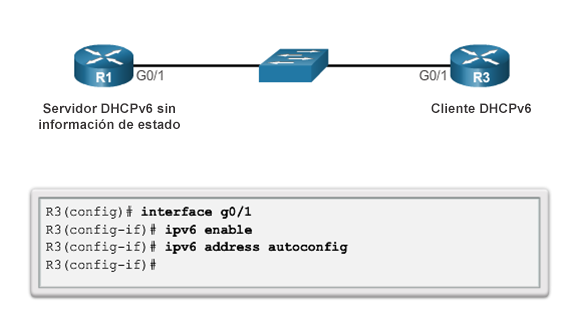 R1
G0/1
G0/1
R3
Servidor DHCPv6 sin
información de estado
Cliente DHCPv6
R3(config)# interface g0/1
R3(config-if)# ipv6 enable
R3(config-if)# ipv6 address autoconfig
R3(config-if)#